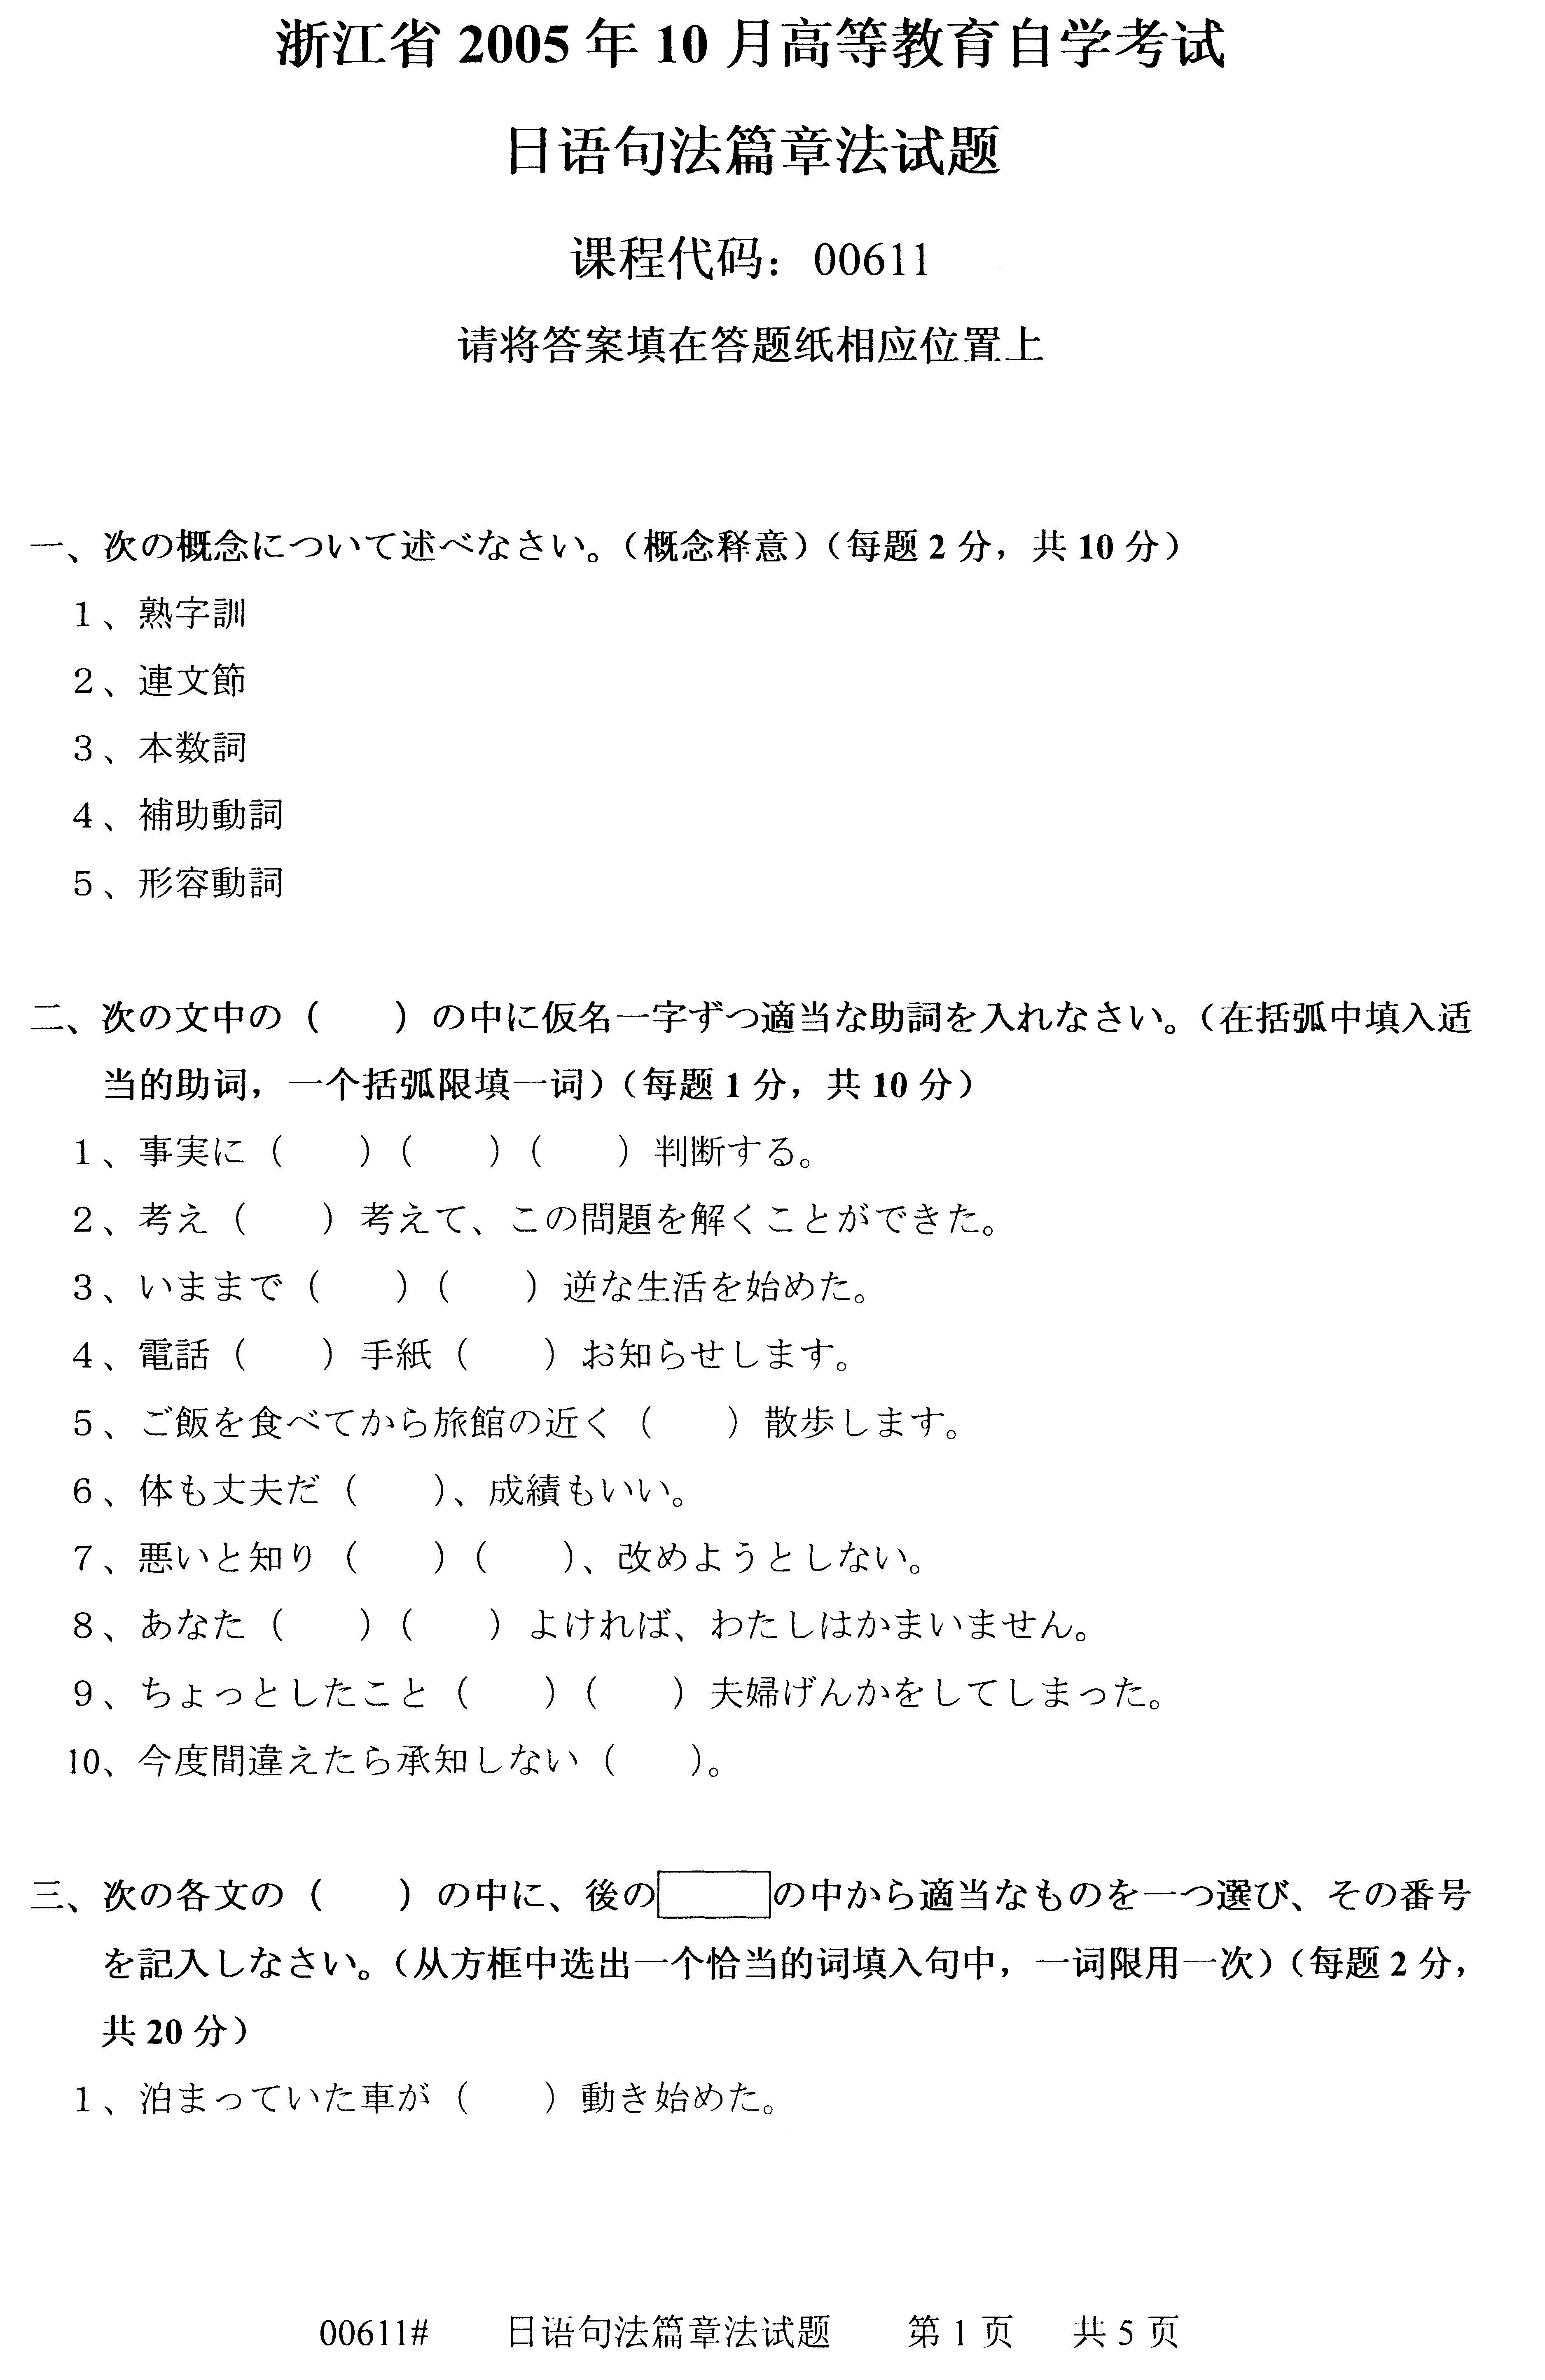 浙江省 2005 年 10 月高等教育自学考试
日语句法篇章法试题
课程代码：00611
请将答案填在答题纸相应位置上
一、次の概念について述べなさい。（概念释意）（每题 2 分，共 10 分）
1、熟字訓
2、連文節
3、本数詞
4、補助動詞
5、形容動詞
二、次の文中の（　　）の中に仮名一字ずつ適当な助詞を入れなさい。（在括弧中填入适
当的助词，一个括弧限填一词）（每题 1 分，共 10 分）
1、事実に（　　）（　　）（　　）判断する。
2、考え（　　）考えて、この問題を解くことができた。
3、いままで（　　）（　　）逆な生活を始めた。
4、電話（　　）手紙（　　）お知らせします。
5、ご飯を食べてから旅館の近く（　　）散歩します。
6、体も丈夫だ（　　）、成績もいい。
7、悪いと知り（　　）（　　）、改めようとしない。
8、あなた（　　）（　　）よければ、わたしはかまいません。
9、ちょっとしたこと（　　）（　　）夫婦げんかをしてしまった。
10、今度間違えたら承知しない（　　）。
三、次の各文の（　　）の中に、後の　　の中から適当なものを一つ選び、その番号
を記入しなさい。（从方框中选出一个恰当的词填入句中，一词限用一次）（每题 2 分，
共 20 分）
1、泊まっていた車が（　　）動き始めた。
00611#　日语句法篇章法试题　第 1 页　共 5 页